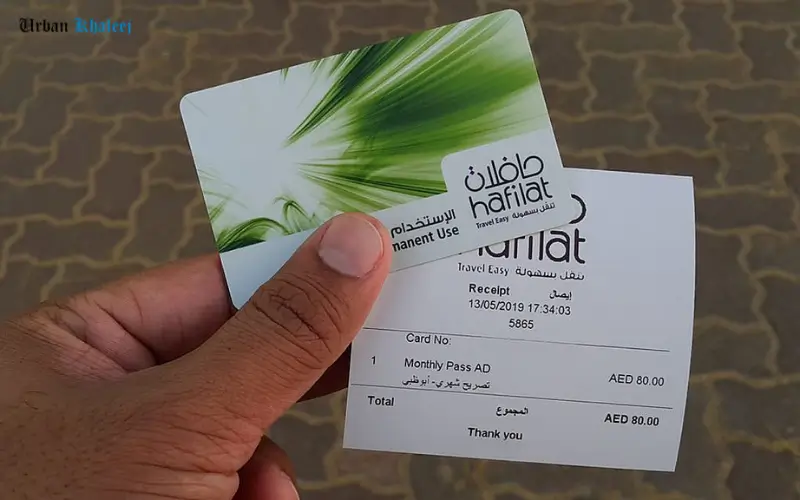 Urban Khaleej
حافلات
hafilat
Travel Easy تنقل بسهولة
الإستخدام
manent Use
hafilat
Travel Easy تنقل بسهولة
Receipt إيصال
13/05/2019 17:34:03
5865
Card No:
1 Monthly Pass AD AED 80.00
تصريح شهري- أبوظبي
Total المجموع AED 80.00
Thank you